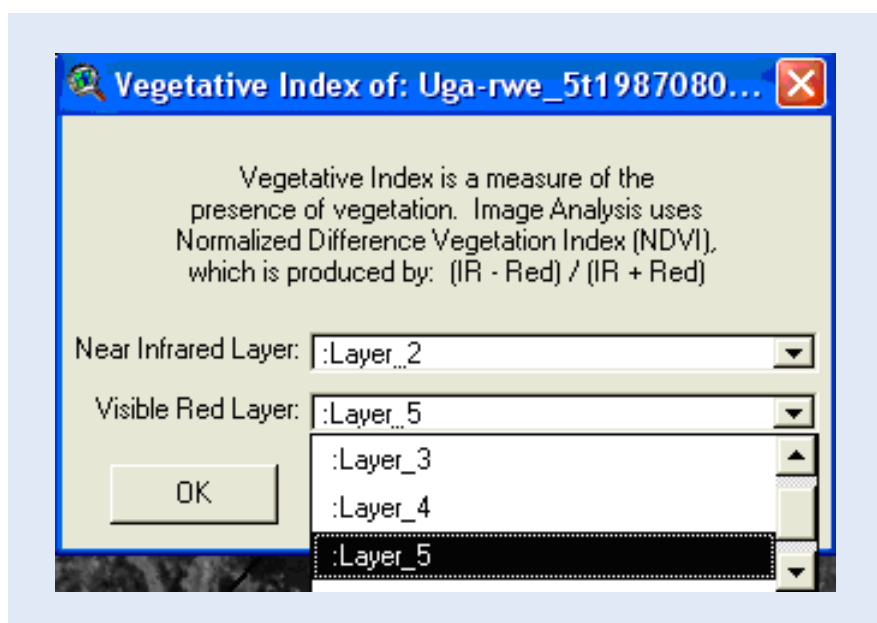 Vegetative Index of: Uga-rwe_5t1987080...
Vegetative Index is a measure of the
presence of vegetation. Image Analysis uses
Normalized Difference Vegetation Index (NDVI),
which is produced by: (IR - Red) / (IR + Red)
Near Infrared Layer: :Layer_2
Visible Red Layer: :Layer_5
:Layer_3
OK
:Layer_4
:Layer_5